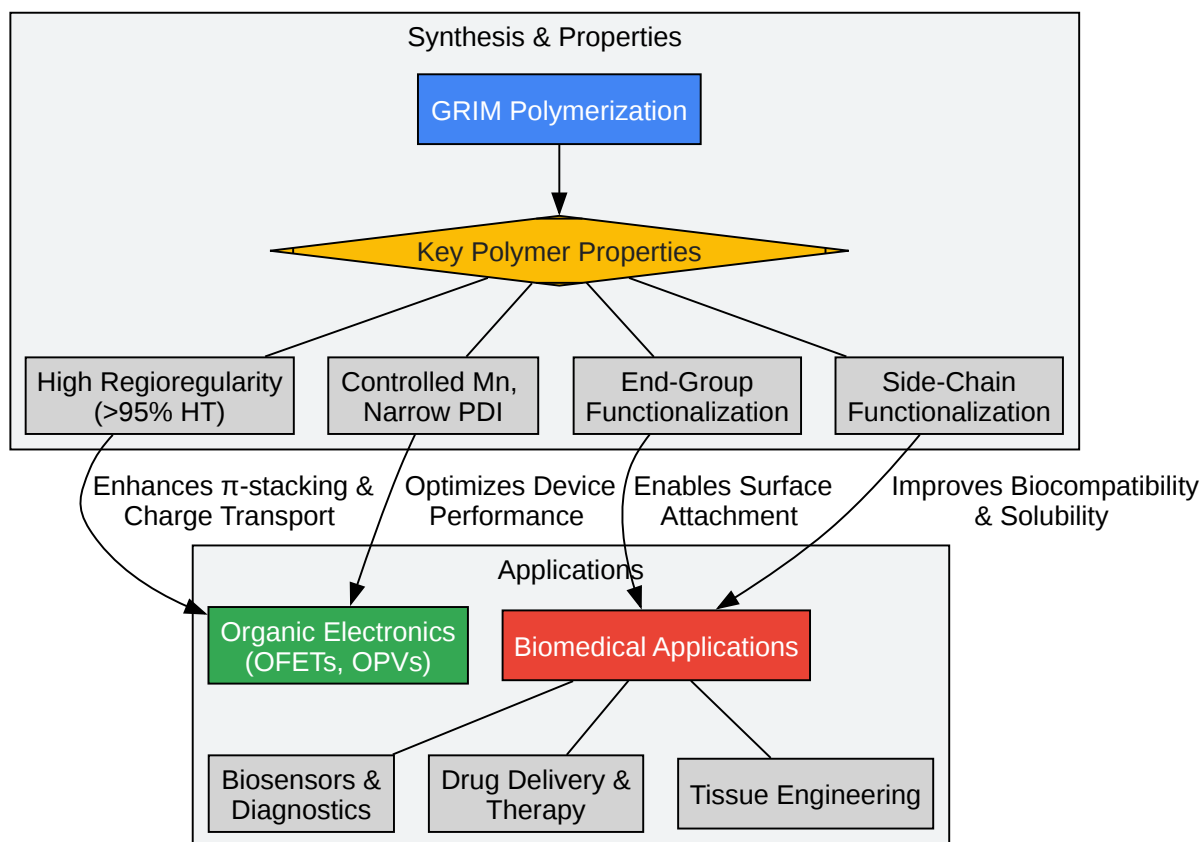 Synthesis & Properties
GRIM Polymerization
Key Polymer Properties
High Regioregularity
(>95% HT)
Controlled Mn,
Narrow PDI
End-Group
Functionalization
Side-Chain
Functionalization
Enhances π-stacking &
Charge Transport
Optimizes Device
Performance
Enables Surface
Attachment
Improves Biocompatibility
& Solubility
Applications
Organic Electronics
(OFETs, OPVs)
Biomedical Applications
Biosensors &
Diagnostics
Drug Delivery &
Therapy
Tissue Engineering